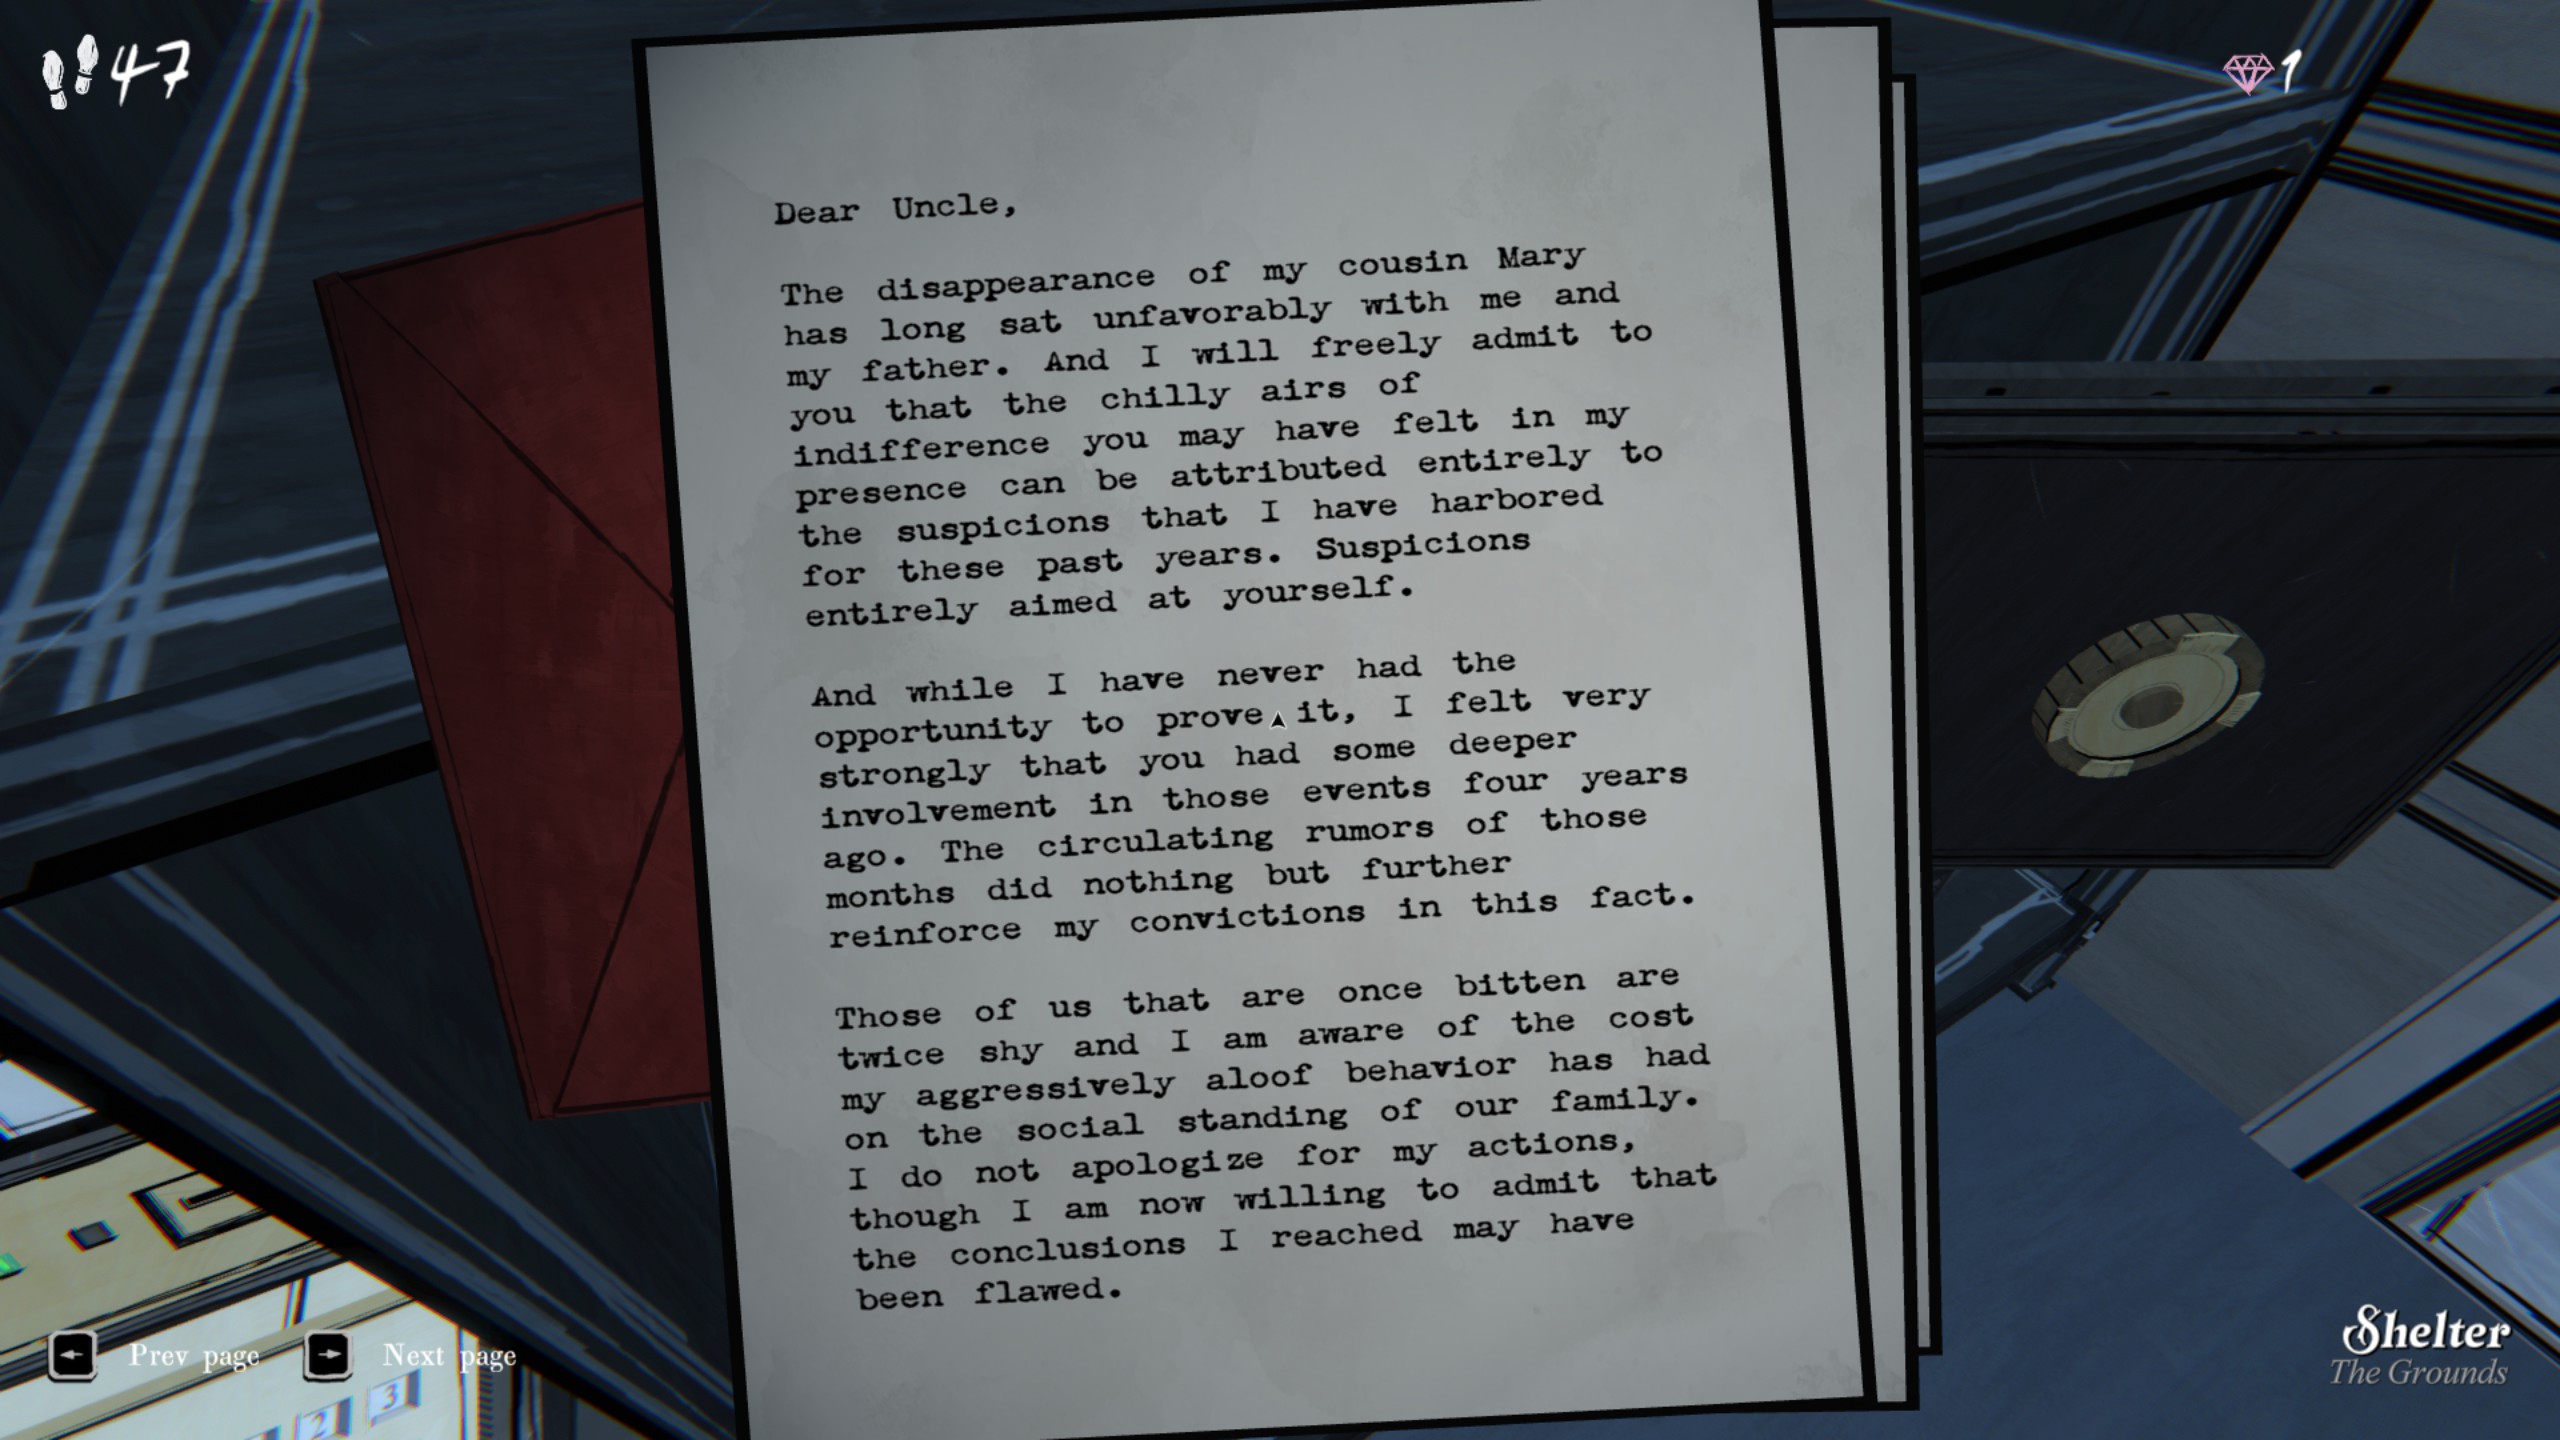 47
1
Dear Uncle,
The disappearance of my cousin Mary
has long sat unfavorably with me and
my father. And I will freely admit to
you that the chilly airs of
indifference you may have felt in my
presence can be attributed entirely to
the suspicions that I have harbored
for these past years. Suspicions
entirely aimed at yourself.
And while I have never had the
opportunity to prove it, I felt very
strongly that you had some deeper
involvement in those events four years
ago. The circulating rumors of those
months did nothing but further
reinforce my convictions in this fact.
Those of us that are once bitten are
twice shy and I am aware of the cost
my aggressively aloof behavior has had
on the social standing of our family.
I do not apologize for my actions,
though I am now willing to admit that
the conclusions I reached may have
been flawed.
Prev page
Next page
2 3
Shelter
The Grounds